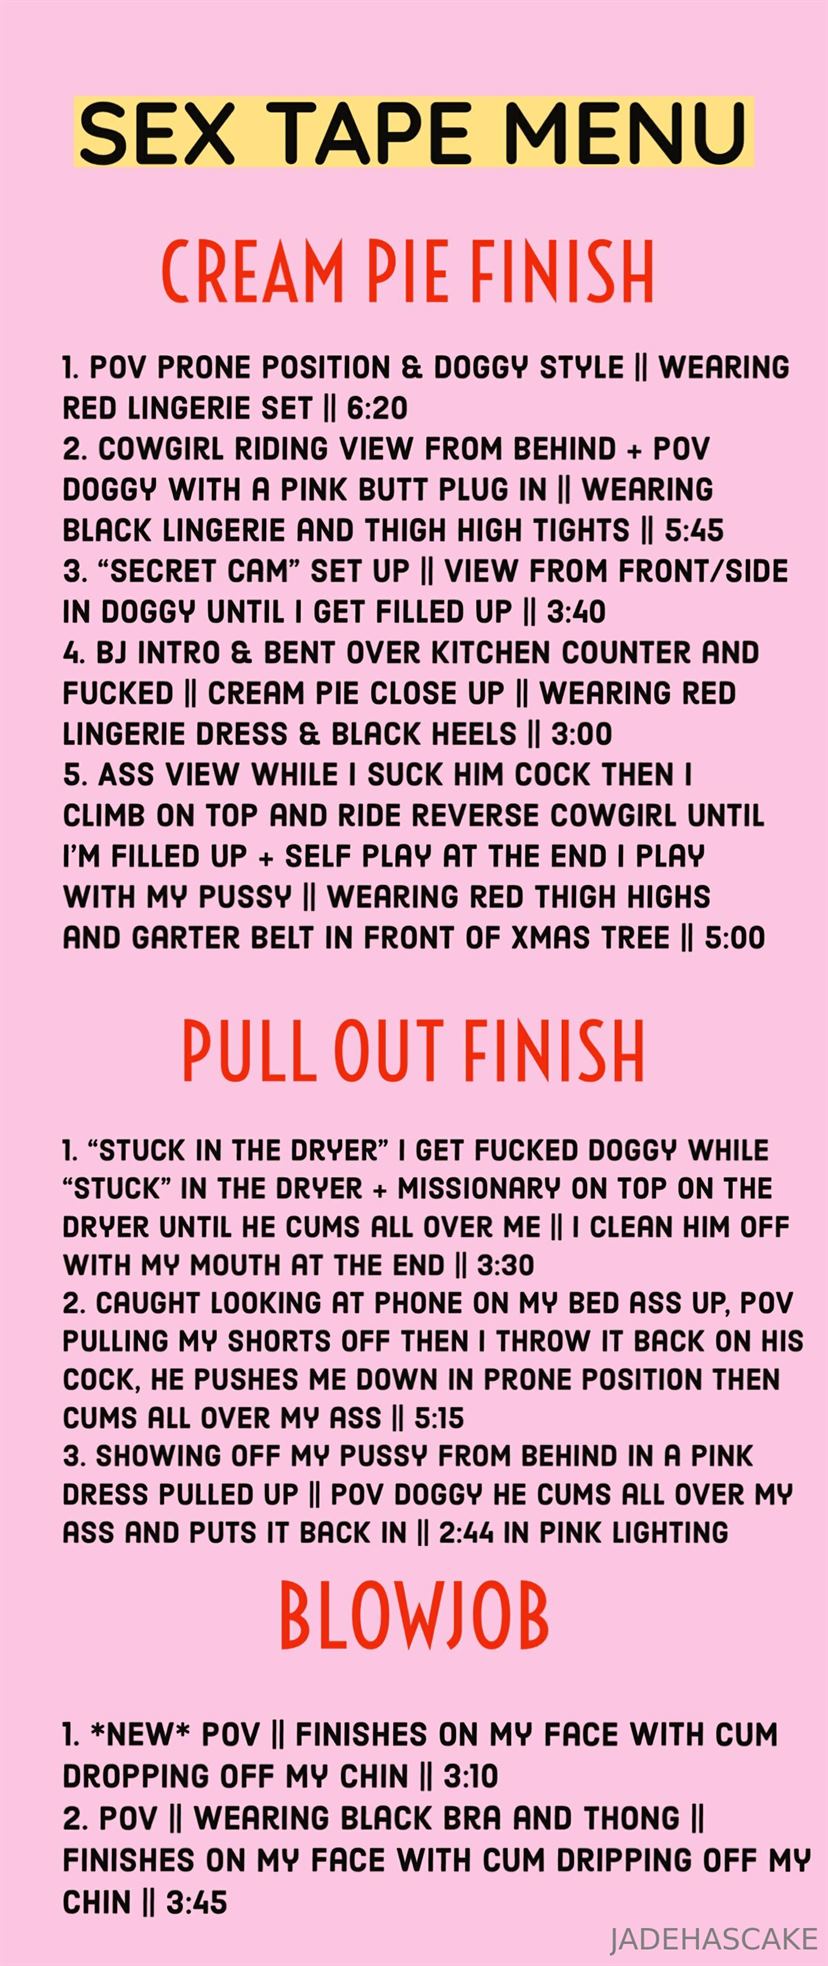 SEX TAPE MENU
CREAM PIE FINISH
1. POV PRONE POSITION & DOGGY STYLE || WEARING
RED LINGERIE SET || 6:20
2. COWGIRL RIDING VIEW FROM BEHIND + POV
DOGGY WITH A PINK BUTT PLUG IN || WEARING
BLACK LINGERIE AND THIGH HIGH TIGHTS || 5:45
3. “SECRET CAM” SET UP || VIEW FROM FRONT/SIDE
IN DOGGY UNTIL I GET FILLED UP || 3:40
4. BJ INTRO & BENT OVER KITCHEN COUNTER AND
FUCKED || CREAM PIE CLOSE UP || WEARING RED
LINGERIE DRESS & BLACK HEELS || 3:00
5. ASS VIEW WHILE I SUCK HIM COCK THEN I
CLIMB ON TOP AND RIDE REVERSE COWGIRL UNTIL
I’M FILLED UP + SELF PLAY AT THE END I PLAY
WITH MY PUSSY || WEARING RED THIGH HIGHS
AND GARTER BELT IN FRONT OF XMAS TREE || 5:00
PULL OUT FINISH
1. “STUCK IN THE DRYER” I GET FUCKED DOGGY WHILE
“STUCK” IN THE DRYER + MISSIONARY ON TOP ON THE
DRYER UNTIL HE CUMS ALL OVER ME || I CLEAN HIM OFF
WITH MY MOUTH AT THE END || 3:30
2. CAUGHT LOOKING AT PHONE ON MY BED ASS UP, POV
PULLING MY SHORTS OFF THEN I THROW IT BACK ON HIS
COCK, HE PUSHES ME DOWN IN PRONE POSITION THEN
CUMS ALL OVER MY ASS || 5:15
3. SHOWING OFF MY PUSSY FROM BEHIND IN A PINK
DRESS PULLED UP || POV DOGGY HE CUMS ALL OVER MY
ASS AND PUTS IT BACK IN || 2:44 IN PINK LIGHTING
BLOWJOB
1. *NEW* POV || FINISHES ON MY FACE WITH CUM
DROPPING OFF MY CHIN || 3:10
2. POV || WEARING BLACK BRA AND THONG ||
FINISHES ON MY FACE WITH CUM DRIPPING OFF MY
CHIN || 3:45
JADEHASCAKE